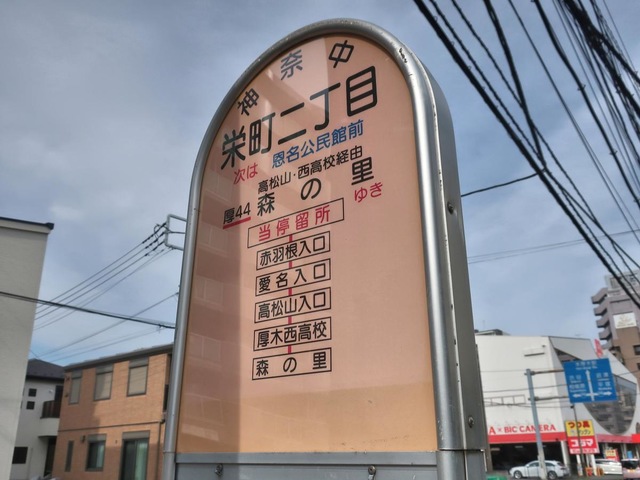 神奈中
栄町二丁目
次は 恩名公民館前
高松山・西高校経由
厚44 森の里 ゆき
当停留所
赤羽根入口
愛名入口
高松山入口
厚木西高校
森の里
A×BIC CAMERA
コジマ